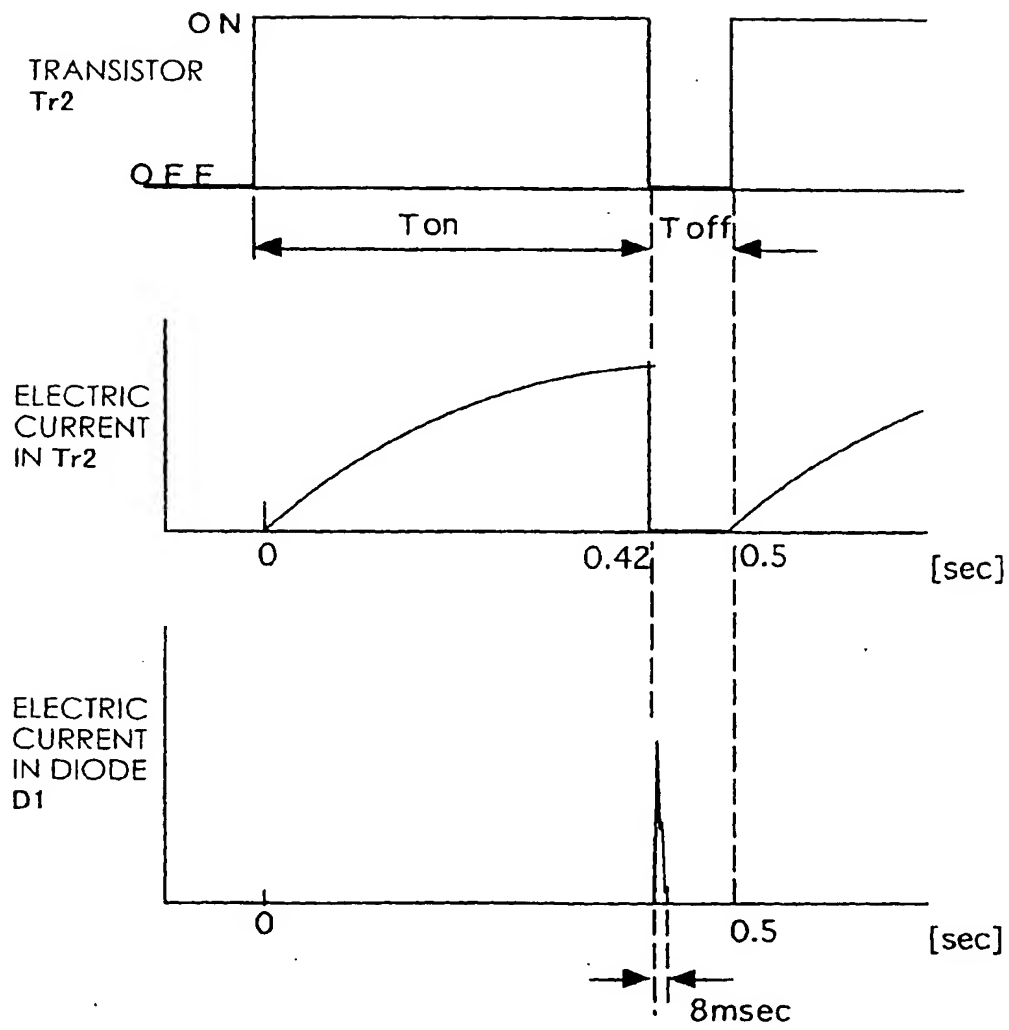 ON
TRANSISTOR
Tr2
OFF
Ton
Toff
ELECTRIC
CURRENT
IN Tr2
0
0.42
0.5
[sec]
ELECTRIC
CURRENT
IN DIODE
D1
0
0.5
[sec]
8msec